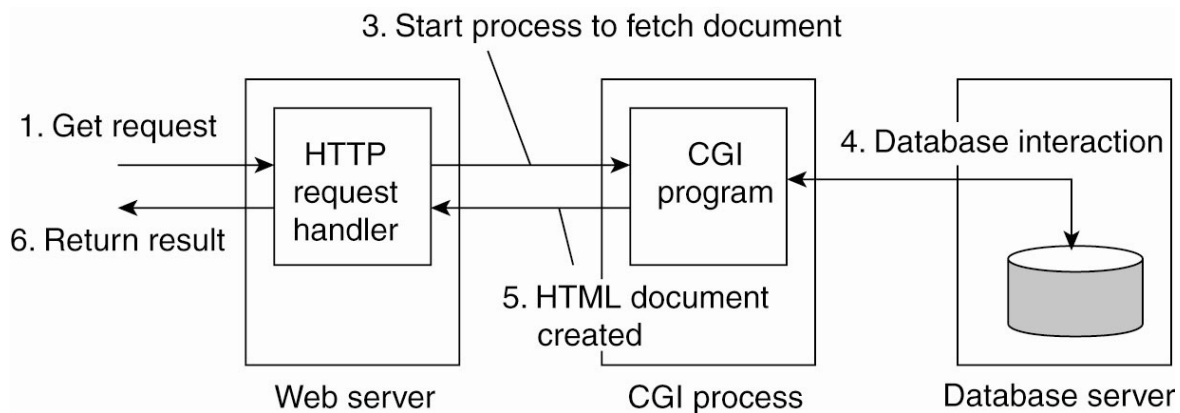 3. Start process to fetch document
1. Get request
HTTP
request
handler
CGI
program
4. Database interaction
6. Return result
5. HTML document
created
Web server
CGI process
Database server